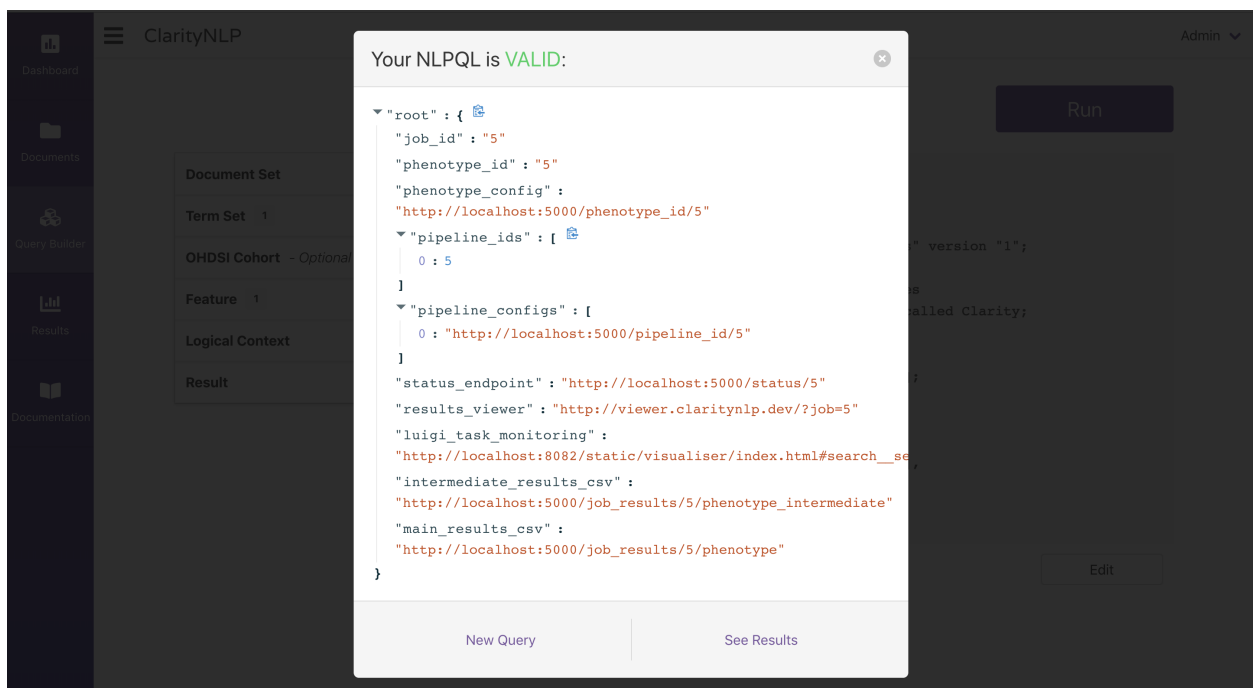 ClarityNLP
Admin
Dashboard
Documents
Query Builder
Results
Documentation
Run
Document Set
Term Set 1
OHDSI Cohort - Optional
Feature 1
Logical Context
Result
" version "1";
called Clarity;
Edit
Your NLPQL is VALID:
"root" : {
"job_id" : "5"
"phenotype_id" : "5"
"phenotype_config" :
"http://localhost:5000/phenotype_id/5"
"pipeline_ids" : [
0 : 5
]
"pipeline_configs" : [
0 : "http://localhost:5000/pipeline_id/5"
]
"status_endpoint" : "http://localhost:5000/status/5"
"results_viewer" : "http://viewer.claritynlp.dev/?job=5"
"luigi_task_monitoring" :
"http://localhost:8082/static/visualiser/index.html#search__se
"intermediate_results_csv" :
"http://localhost:5000/job_results/5/phenotype_intermediate"
"main_results_csv" :
"http://localhost:5000/job_results/5/phenotype"
}
New Query
See Results